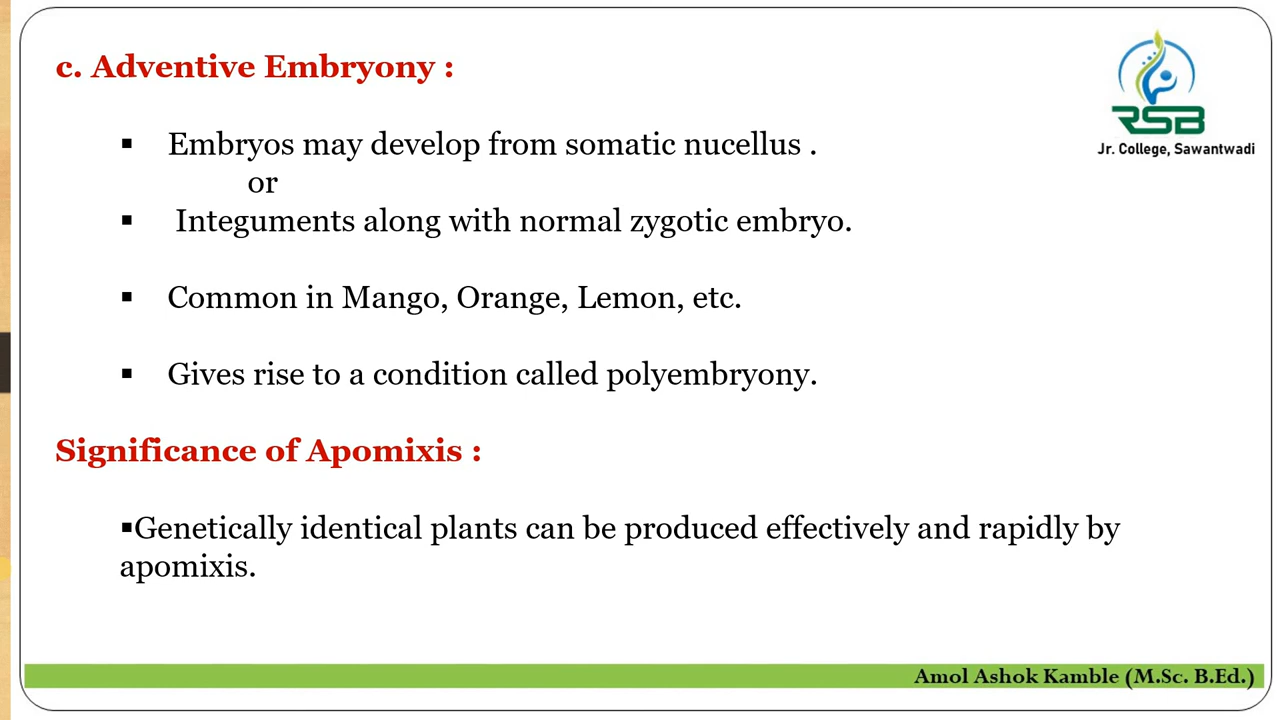 c. Adventive Embryony :
RSB
Jr. College, Sawantwadi
▪ Embryos may develop from somatic nucellus .
or
▪ Integuments along with normal zygotic embryo.
▪ Common in Mango, Orange, Lemon, etc.
▪ Gives rise to a condition called polyembryony.
Significance of Apomixis :
▪Genetically identical plants can be produced effectively and rapidly by
apomixis.
Amol Ashok Kamble (M.Sc. B.Ed.)